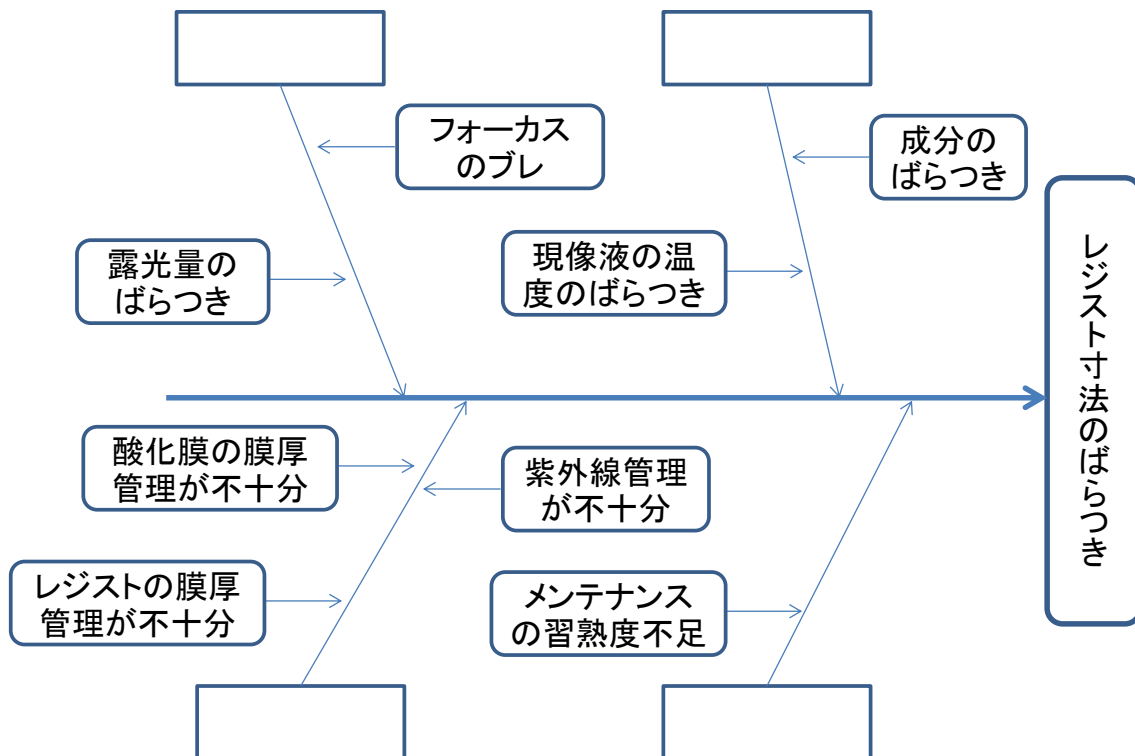 フォーカス
のブレ
成分の
ばらつき
露光量の
ばらつき
現像液の温
度のばらつき
レジスト寸法のばらつき
酸化膜の膜厚
管理が不十分
紫外線管理
が不十分
レジストの膜厚
管理が不十分
メンテナンス
の習熟度不足